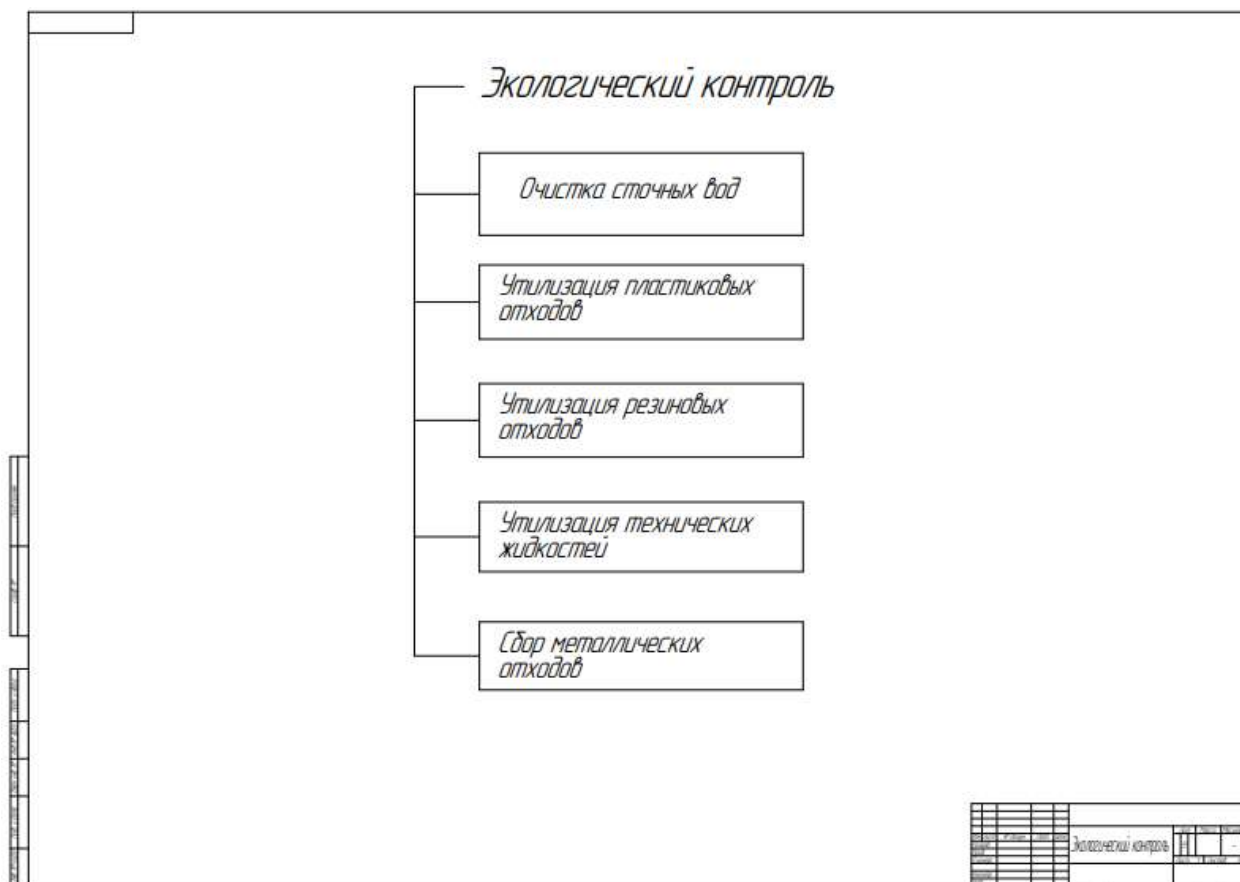 Экологический контроль
Очистка сточных вод
Утилизация пластиковых
отходов
Утилизация резиновых
отходов
Утилизация технических
жидкостей
Сбор металлических
отходов
Экологический контроль